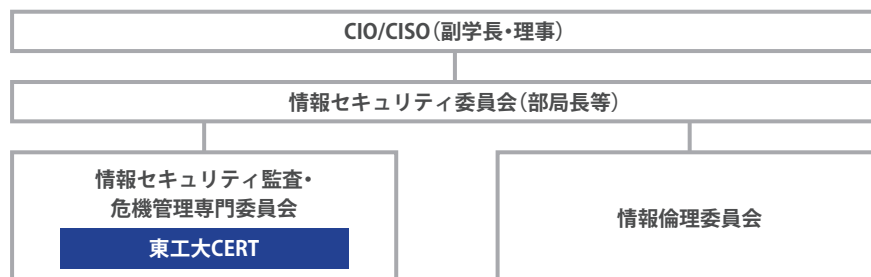 CIO/CISO(副学長・理事)
情報セキュリティ委員会(部局長等)
情報セキュリティ監査・
危機管理専門委員会
東工大CERT
情報倫理委員会